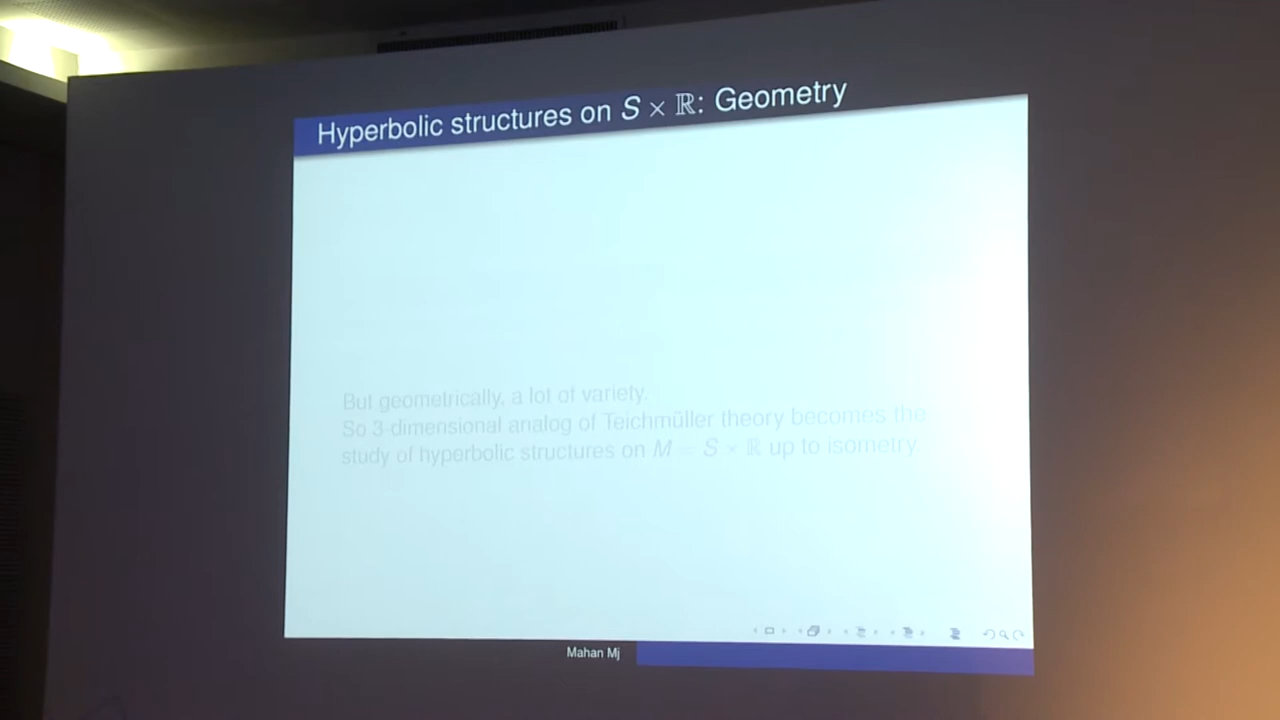 Hyperbolic structures on S × ℝ: Geometry
But geometrically, a lot of variety.
So 3-dimensional analog of Teichmüller theory becomes the
study of hyperbolic structures on M = S × ℝ up to isometry.
Mahan Mj